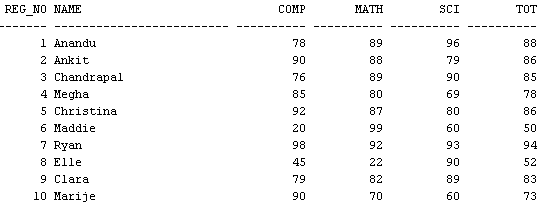 REG_NO NAME COMP MATH SCI TOT
------ ------------------------ ---------- ---------- ---------- ----------
1 Anandu 78 89 96 88
2 Ankit 90 88 79 86
3 Chandrapal 76 89 90 85
4 Megha 85 80 69 78
5 Christina 92 87 80 86
6 Maddie 20 99 60 50
7 Ryan 98 92 93 94
8 Elle 45 22 90 52
9 Clara 79 82 89 83
10 Marije 90 70 60 73